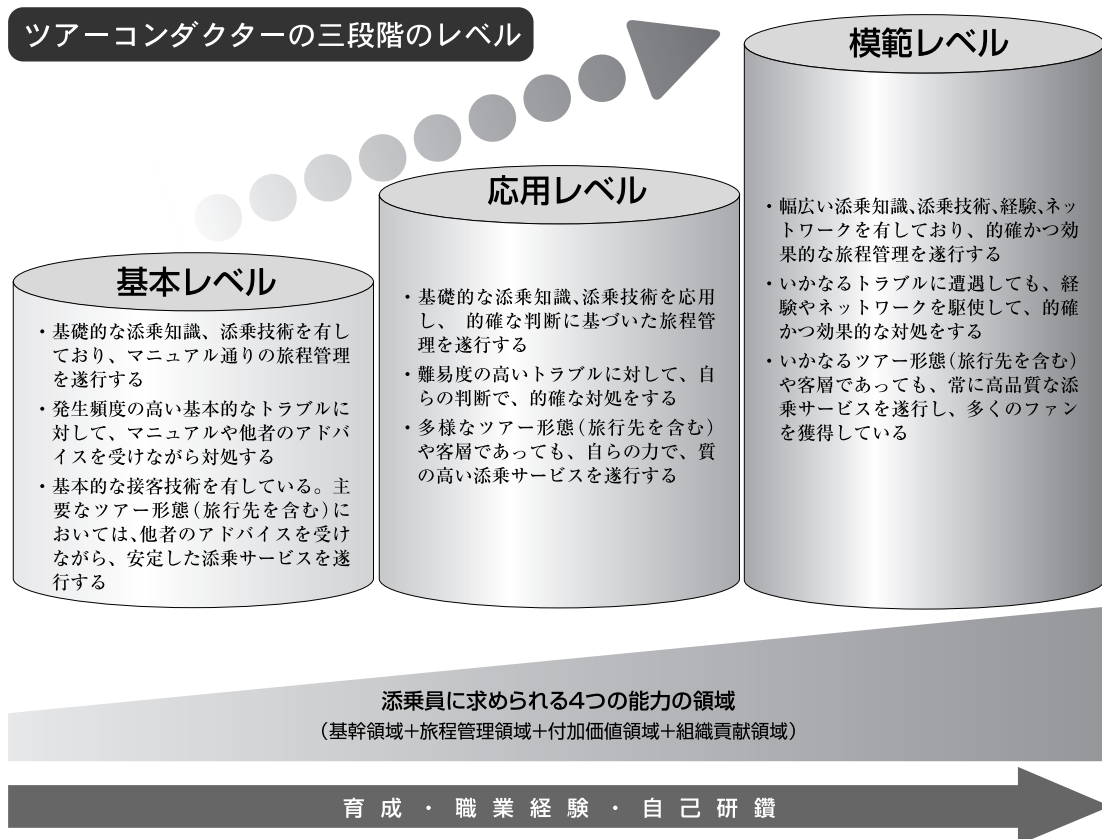 ツアーコンダクターの三段階のレベル
基本レベル
・基礎的な添乗知識、添乗技術を有し
ており、マニュアル通りの旅程管理
を遂行する
・発生頻度の高い基本的なトラブルに
対して、マニュアルや他者のアドバ
イスを受けながら対処する
・基本的な接客技術を有している。主
要なツアー形態(旅行先を含む)に
おいては、他者のアドバイスを受け
ながら、安定した添乗サービスを遂
行する
応用レベル
・基礎的な添乗知識、添乗技術を応用
し、 的確な判断に基づいた旅程管
理を遂行する
・難易度の高いトラブルに対して、自
らの判断で、的確な対処をする
・多様なツアー形態(旅行先を含む)
や客層であっても、自らの力で、質
の高い添乗サービスを遂行する
模範レベル
・幅広い添乗知識、添乗技術、経験、ネッ
トワークを有しており、的確かつ効
果的な旅程管理を遂行する
・いかなるトラブルに遭遇しても、経
験やネットワークを駆使して、的確
かつ効果的な対処をする
・いかなるツアー形態(旅行先を含む)
や客層であっても、常に高品質な添
乗サービスを遂行し、多くのファン
を獲得している
添乗員に求められる4つの能力の領域
(基幹領域+旅程管理領域+付加価値領域+組織貢献領域)
育成・職業経験・自己研鑽